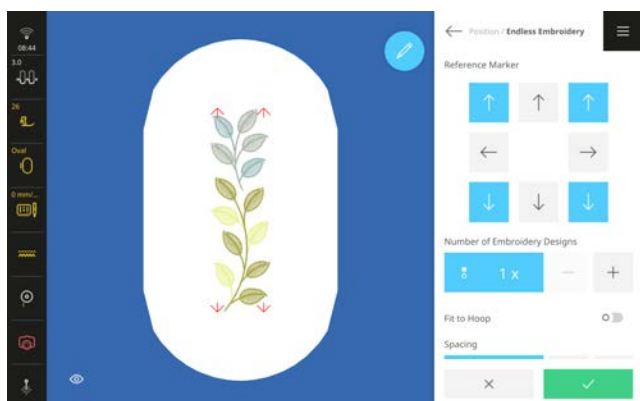 08:44
Position / Endless Embroidery
3.0
Reference Marker
26
Oval
0 mm/...
Number of Embroidery Designs
1 x
Fit to Hoop
Spacing